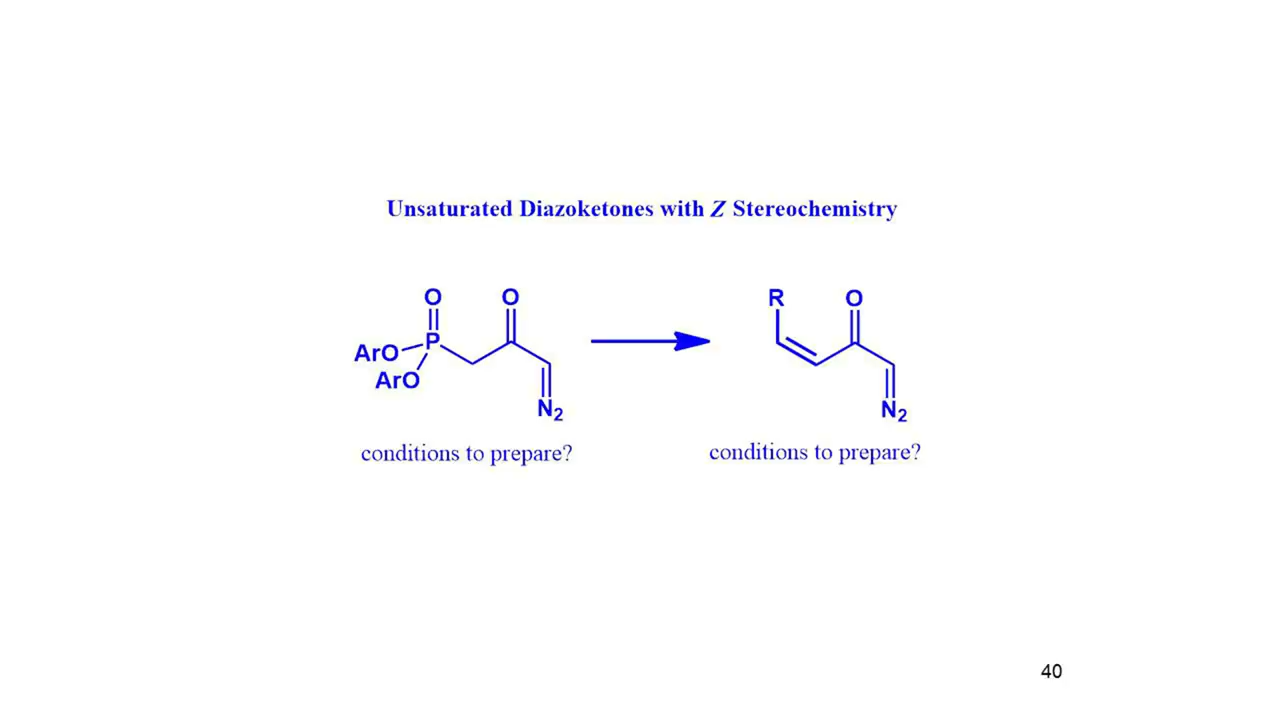 Unsaturated Diazoketones with Z Stereochemistry
O O R O
ArO P
ArO
N2 N2
conditions to prepare? conditions to prepare?
40